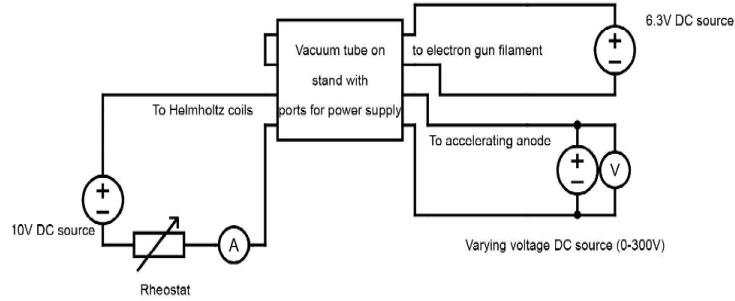 6.3V DC source
Vacuum tube on
to electron gun filament
stand with
To Helmholtz coils
ports for power supply
To accelerating anode
V
10V DC source
A
Varying voltage DC source (0-300V)
Rheostat